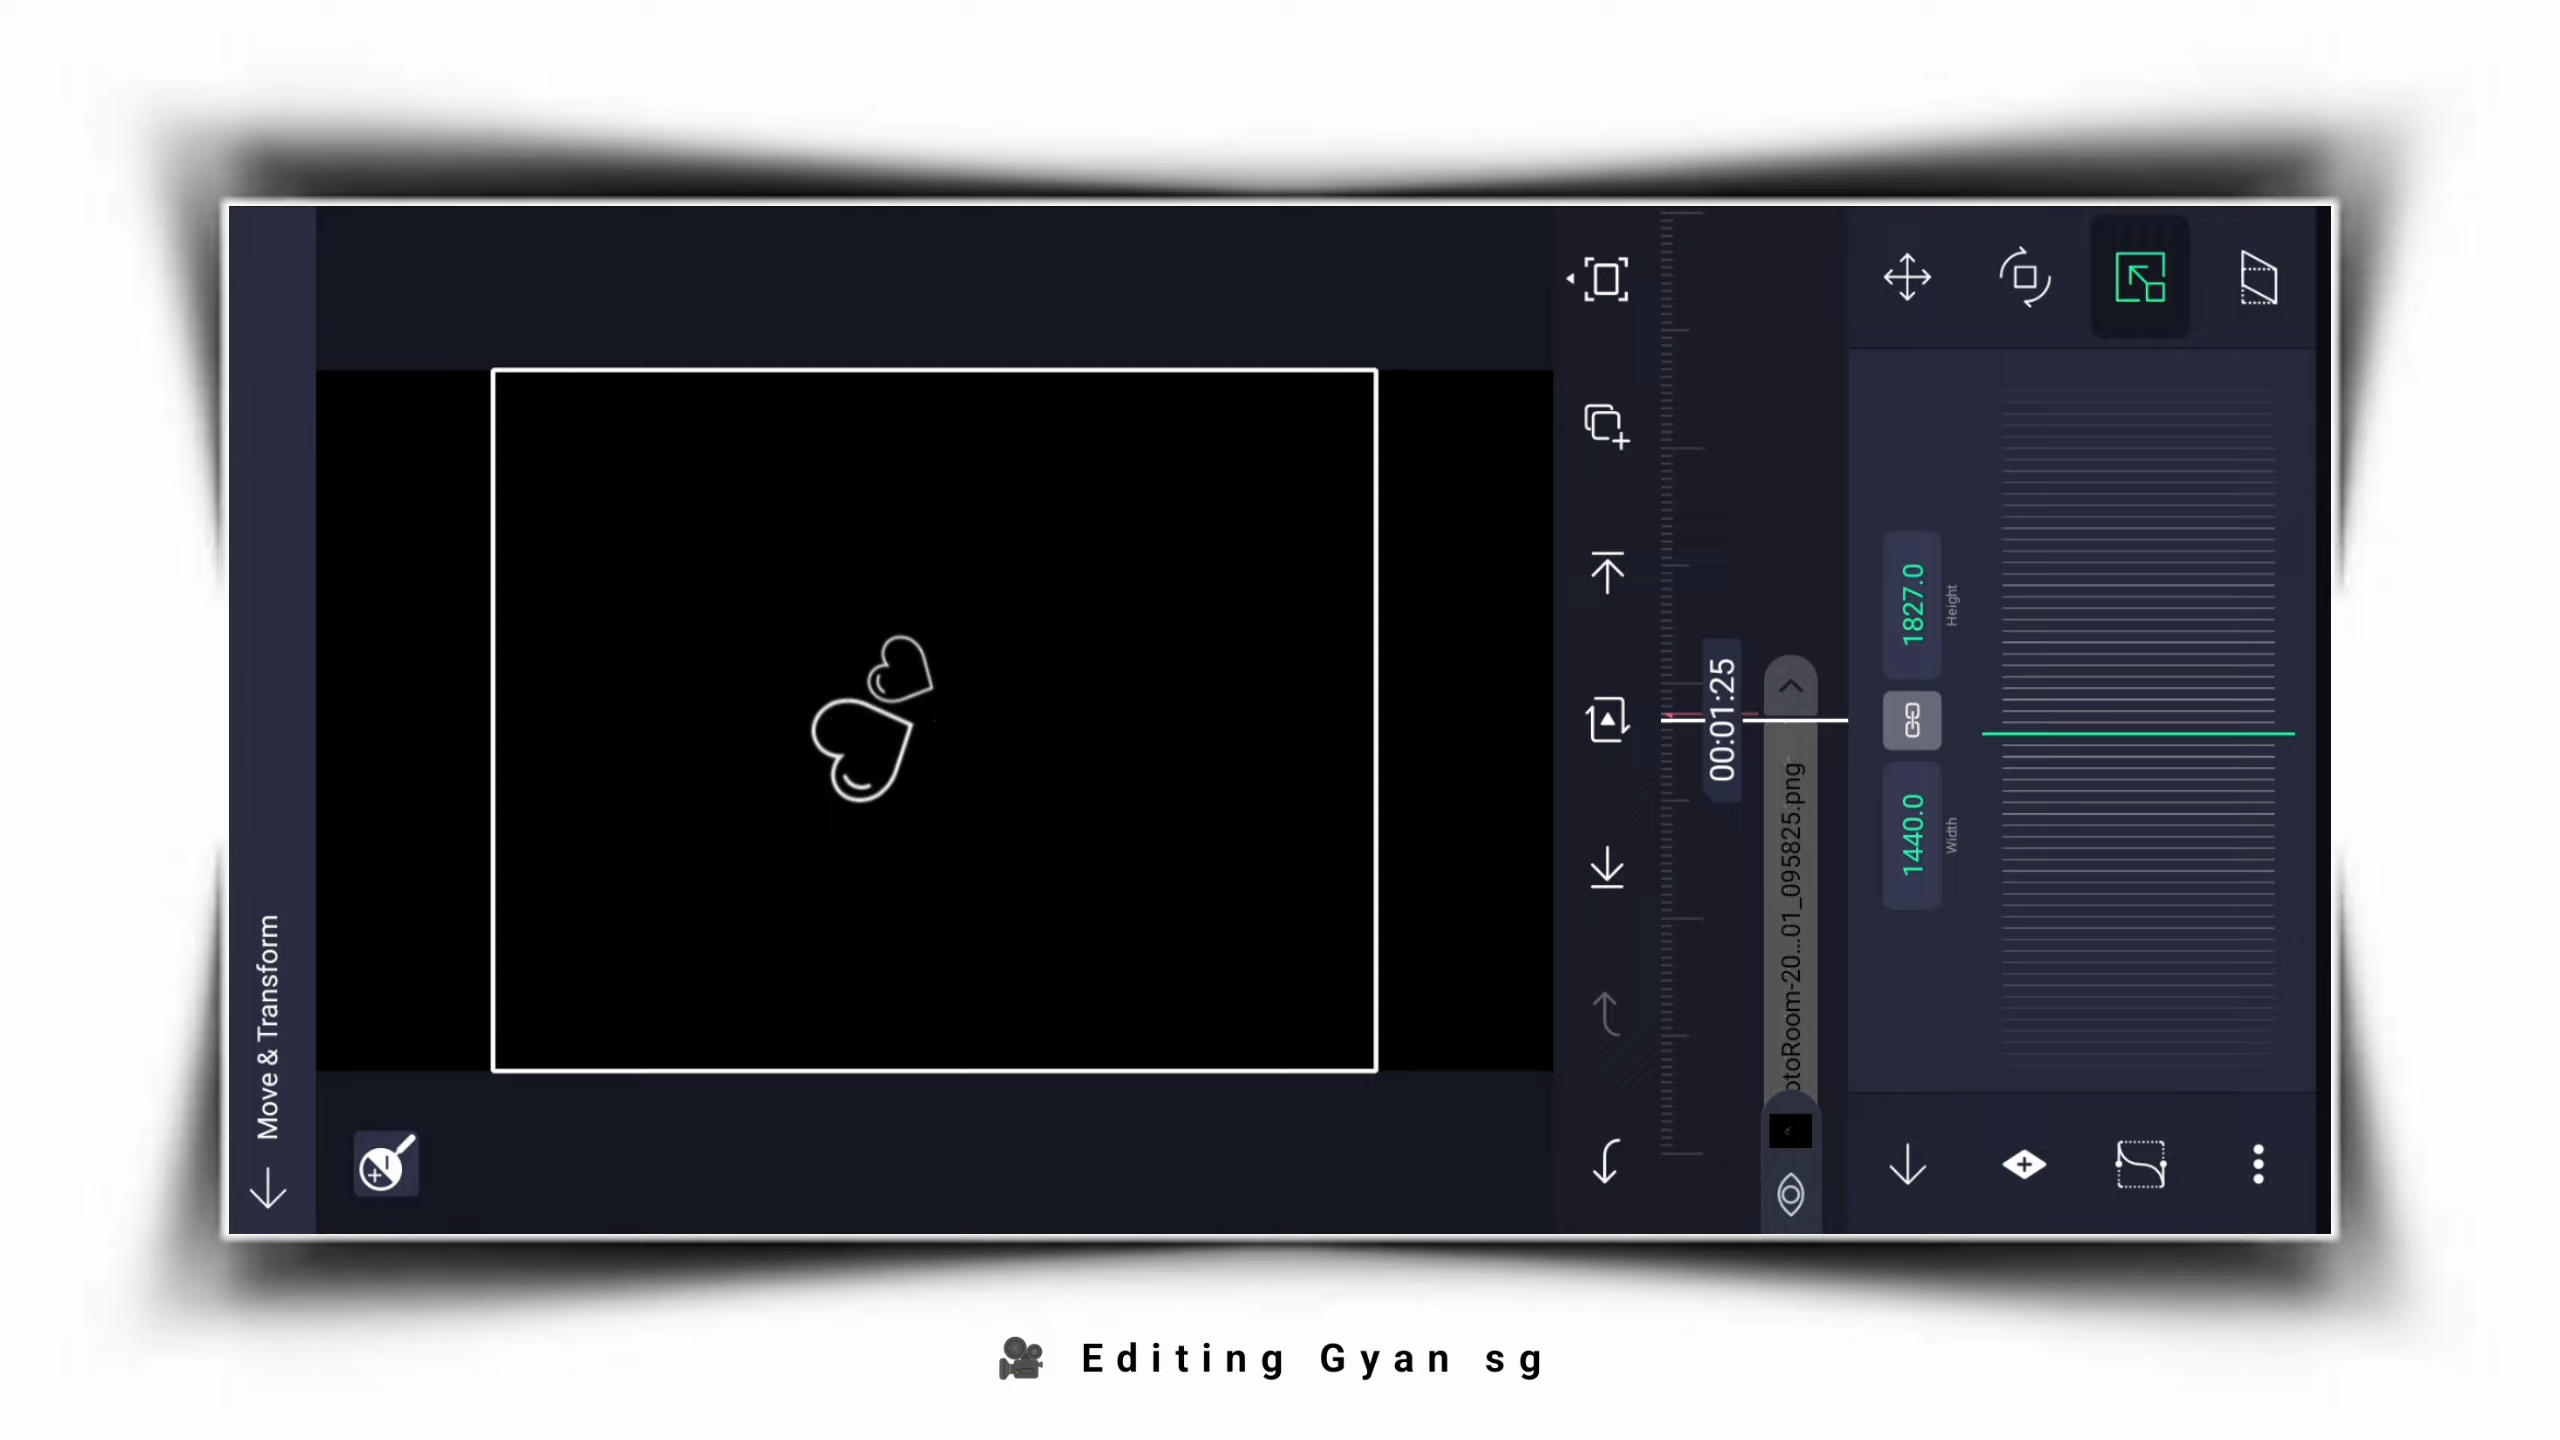 Move & Transform
00:01:25
otoRoom-20...01_095825.png
1440.0
Width
1827.0
Height
Editing Gyan sg